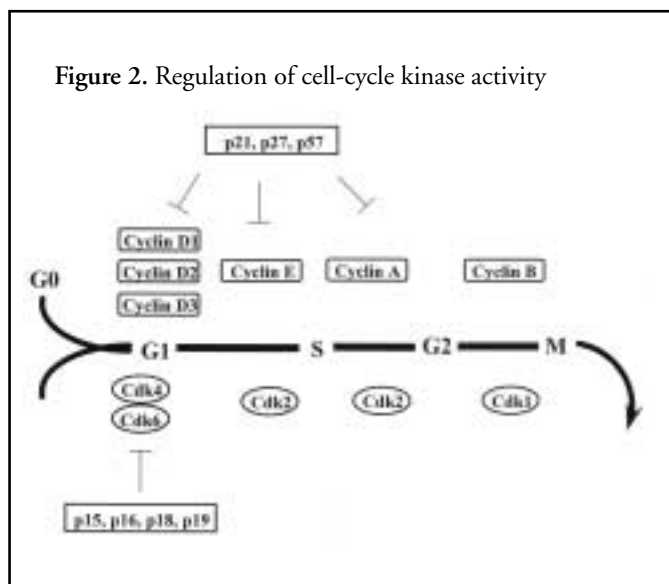 Figure 2. Regulation of cell-cycle kinase activity
p21, p27, p57
Cyclin D1
Cyclin D2
Cyclin E
Cyclin A
Cyclin B
G0
Cyclin D3
G1
S
G2
M
Cdk4
Cdk2
Cdk2
Cdk1
Cdk6
p15, p16, p18, p19